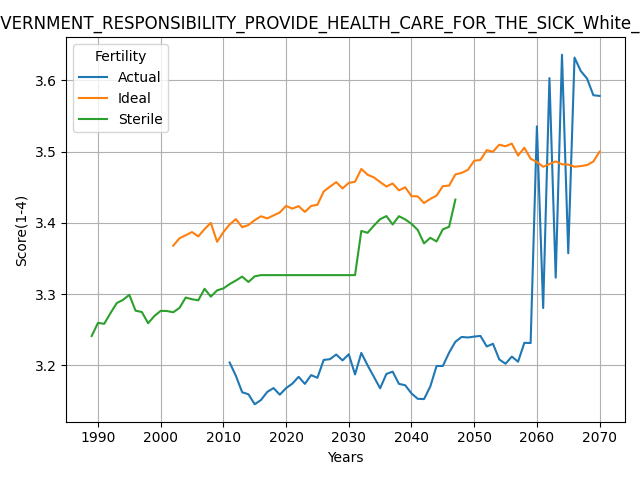 VERNMENT_RESPONSIBILITY_PROVIDE_HEALTH_CARE_FOR_THE_SICK_White_
Fertility
Actual
Ideal
Sterile
Score(1-4)
3.6
3.5
3.4
3.3
3.2
1990 2000 2010 2020 2030 2040 2050 2060 2070
Years